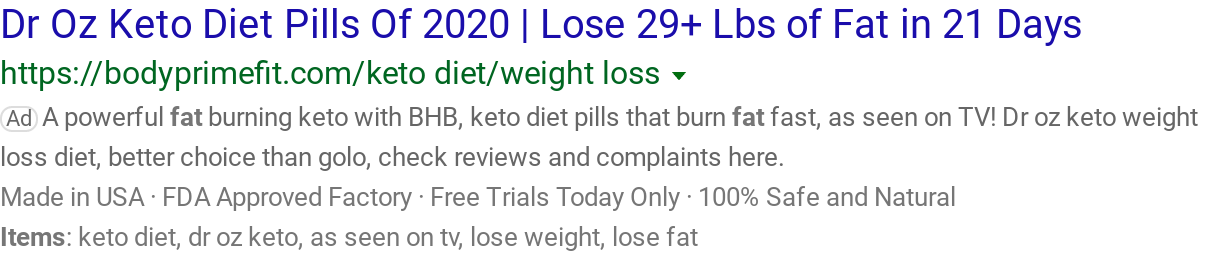 Dr Oz Keto Diet Pills Of 2020 | Lose 29+ Lbs of Fat in 21 Days
https://bodyprimefit.com/keto diet/weight loss
Ad A powerful fat burning keto with BHB, keto diet pills that burn fat fast, as seen on TV! Dr oz keto weight
loss diet, better choice than golo, check reviews and complaints here.
Made in USA · FDA Approved Factory · Free Trials Today Only · 100% Safe and Natural
Items: keto diet, dr oz keto, as seen on tv, lose weight, lose fat